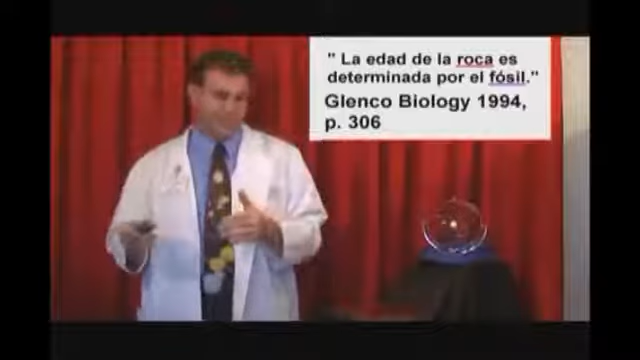 " La edad de la roca es
determinada por el fósil."
Glenco Biology 1994,
p. 306